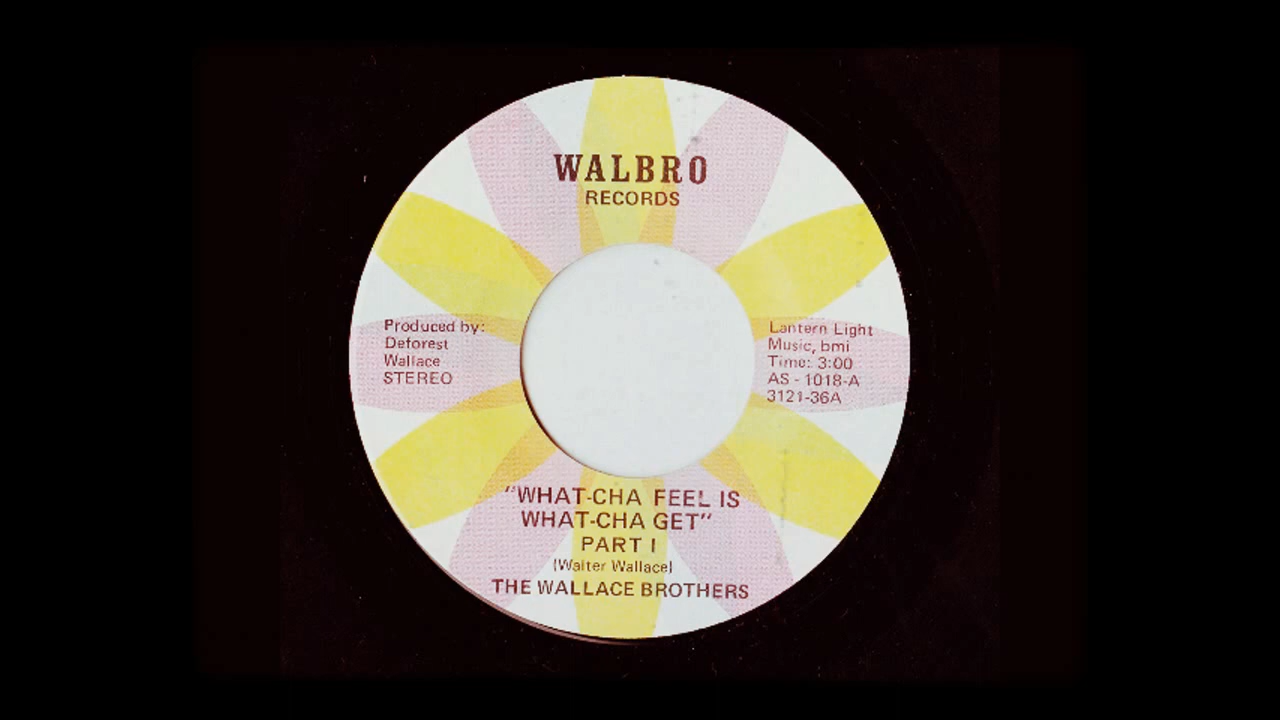 WALBRO
RECORDS
Produced by:
Deforest
Wallace
STEREO
Lantern Light
Music, bmi
Time: 3:00
AS - 1018-A
3121-36A
"WHAT-CHA FEEL IS
WHAT-CHA GET"
PART I
(Walter Wallace)
THE WALLACE BROTHERS